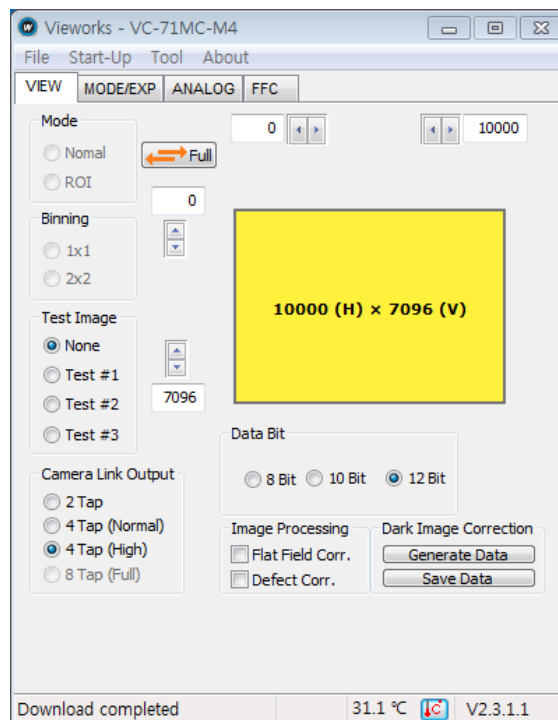 Vieworks - VC-71MC-M4
File Start-Up Tool About
VIEW MODE/EXP ANALOG FFC
Mode
Nomal
ROI
Full
0
10000
0
Binning
1x1
2x2
10000 (H) × 7096 (V)
Test Image
None
Test #1
Test #2
Test #3
7096
Data Bit
8 Bit 10 Bit 12 Bit
Camera Link Output
2 Tap
4 Tap (Normal)
4 Tap (High)
8 Tap (Full)
Image Processing
Flat Field Corr.
Defect Corr.
Dark Image Correction
Generate Data
Save Data
Download completed 31.1 ℃ V2.3.1.1